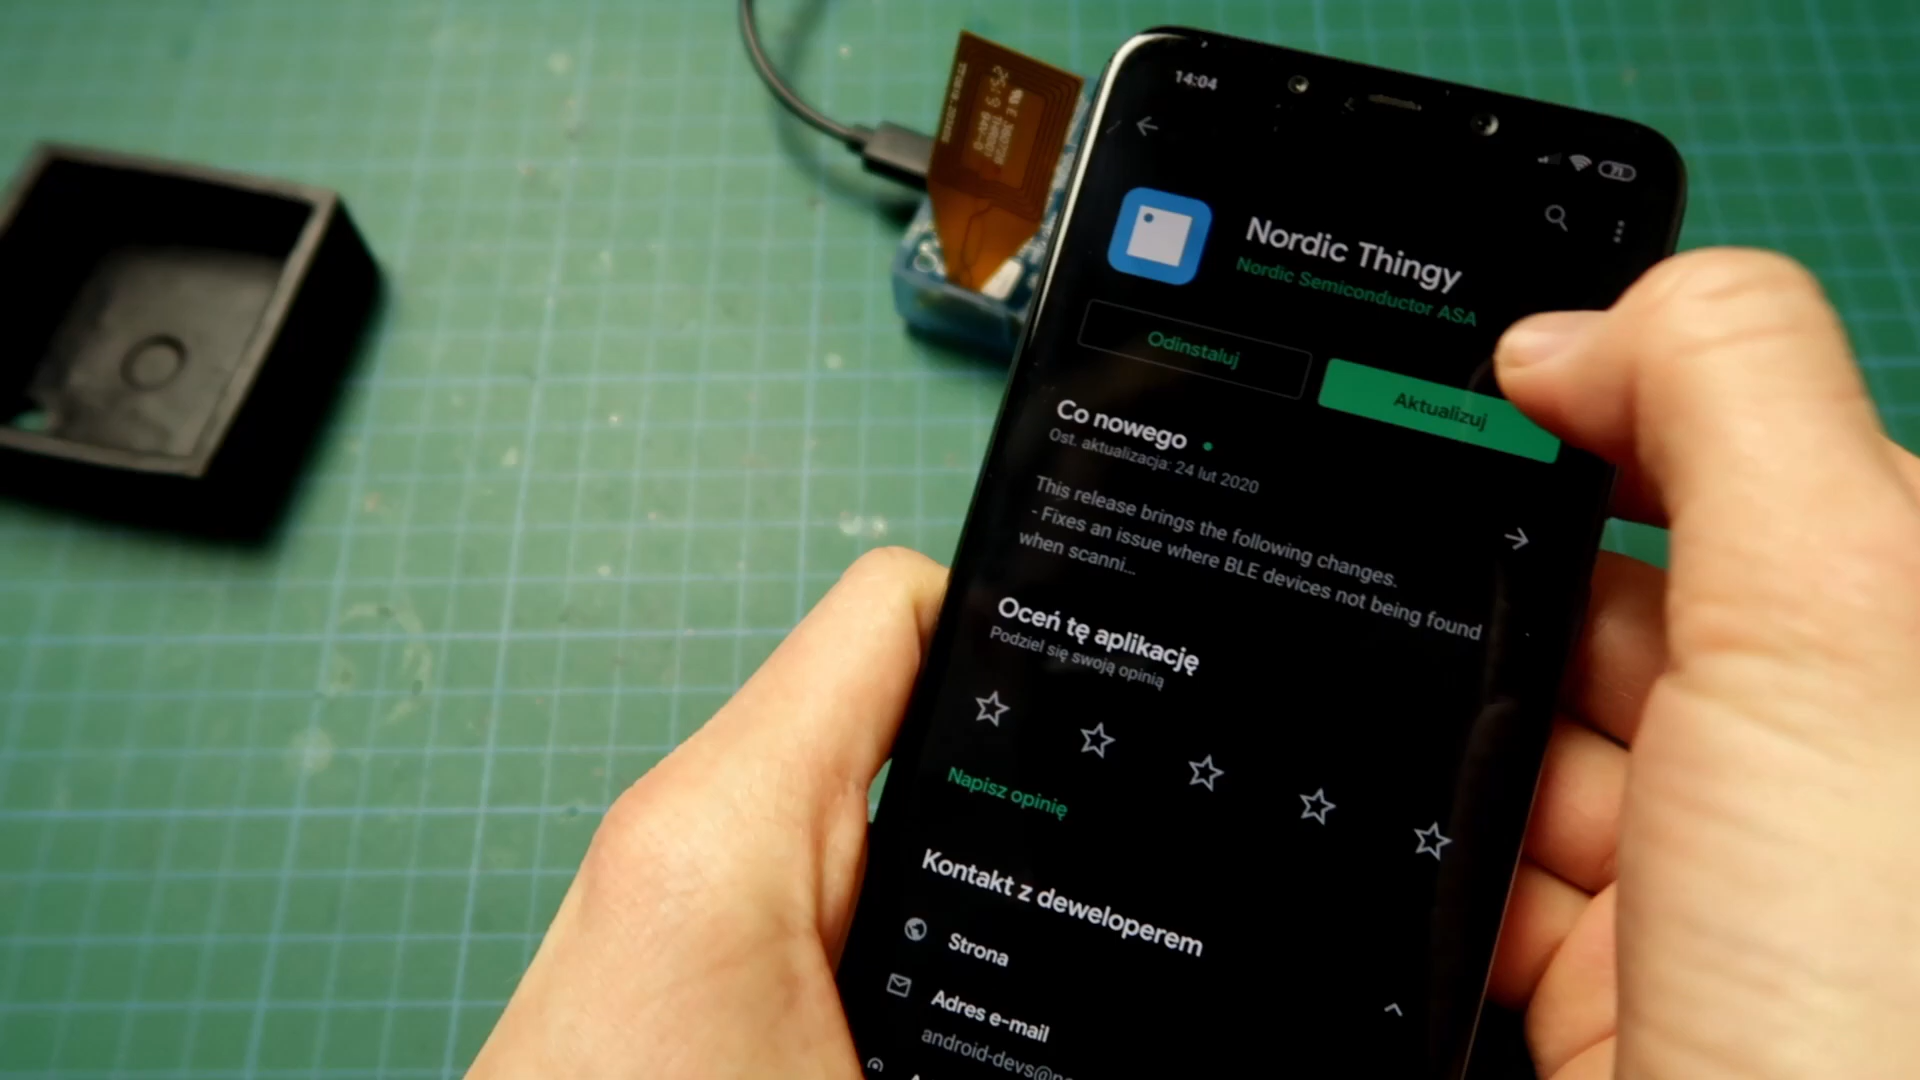 14:04
71
Nordic Thingy
Nordic Semiconductor ASA
Odinstaluj
Aktualizuj
Co nowego
Ost. aktualizacja: 24 lut 2020
This release brings the following changes.
- Fixes an issue where BLE devices not being found
when scanni...
Oceń tę aplikację
Podziel się swoją opinią
Napisz opinię
Kontakt z deweloperem
Strona
Adres e-mail